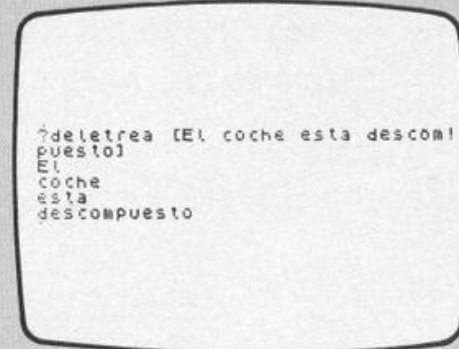 ?deletrea [El coche esta descom!
puesto]
El
coche
esta
descompuesto